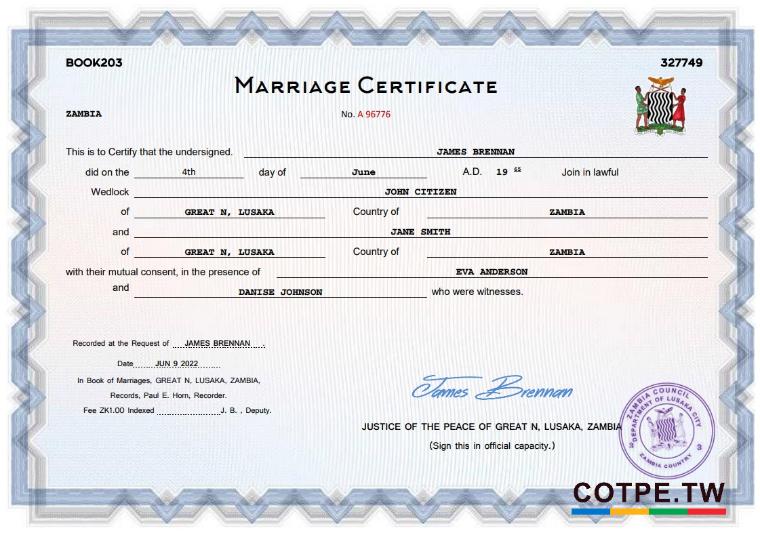 BOOK203
327749
MARRIAGE CERTIFICATE
ZAMBIA
No. A 96776
This is to Certify that the undersigned. JAMES BRENNAN
did on the 4th day of June A.D. 19 65 Join in lawful
Wedlock JOHN CITIZEN
of GREAT N, LUSAKA Country of ZAMBIA
and JANE SMITH
of GREAT N, LUSAKA Country of ZAMBIA
with their mutual consent, in the presence of EVA ANDERSON
and DANISE JOHNSON who were witnesses.
Recorded at the Request of JAMES BRENNAN .
Date JUN 9 2022
In Book of Marriages, GREAT N, LUSAKA, ZAMBIA,
Records, Paul E. Horn, Recorder.
Fee ZK1.00 Indexed J. B. , Deputy.
James Brennan
JUSTICE OF THE PEACE OF GREAT N, LUSAKA, ZAMBIA
(Sign this in official capacity.)
ZAMBIA COUNCIL
DEPARTMENT OF LUSAKA CITY
ZAMBIA COUNTRY
COTPE.TW